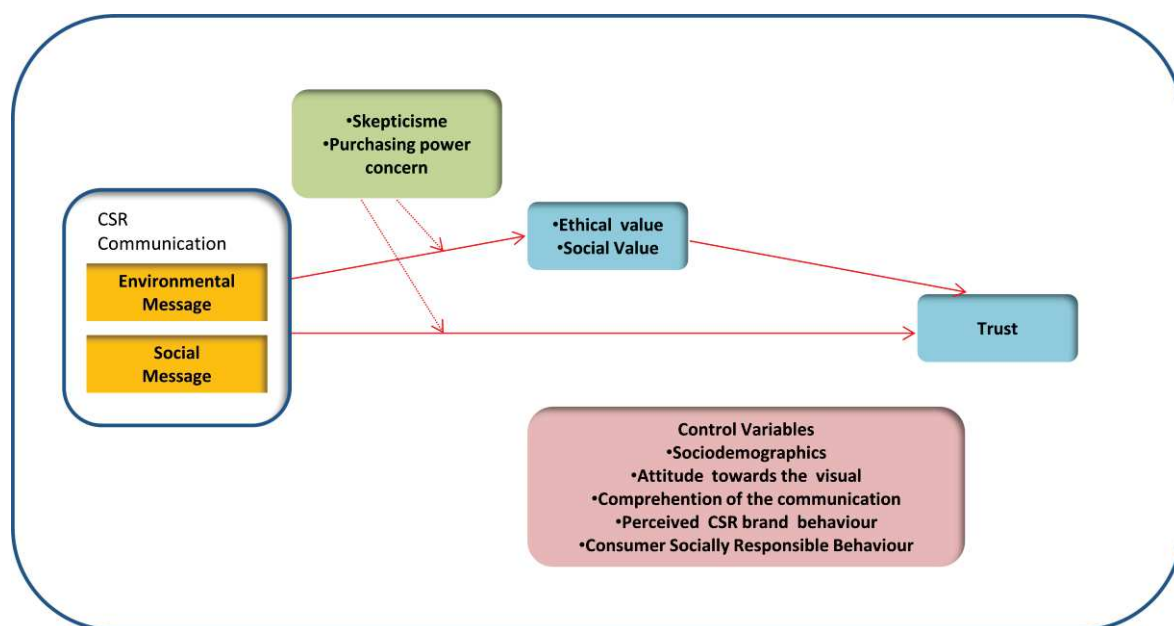 •Skepticisme
•Purchasing power
concern
CSR
Communication
Environmental
Message
Social
Message
•Ethical value
•Social Value
Trust
Control Variables
•Sociodemographics
•Attitude towards the visual
•Comprehention of the communication
•Perceived CSR brand behaviour
•Consumer Socially Responsible Behaviour